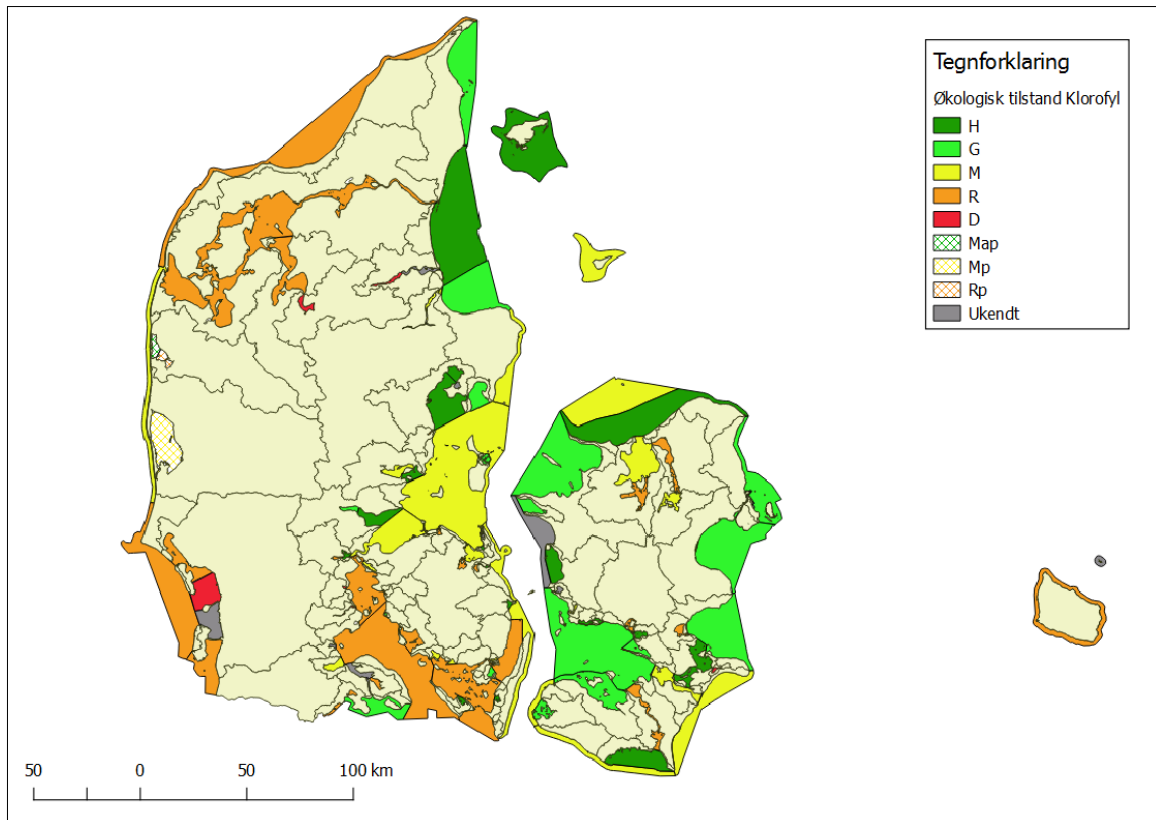 Tegnforklaring
Økologisk tilstand Klorofyl
H
G
M
R
D
Map
Mp
Rp
Ukendt
50 0 50 100 km